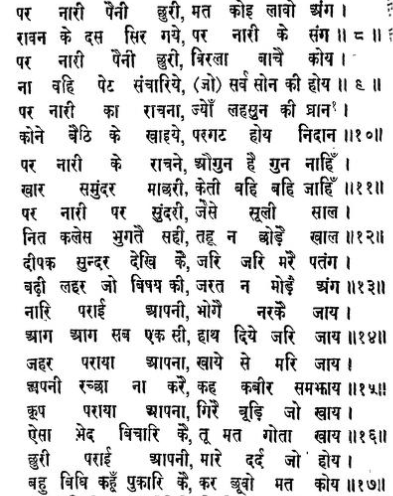 पर नारी पैनी छुरी, मत कोइ लावो अंग ।
रावन के दस सिर गये, पर नारी के संग ॥८॥
पर नारी पैनी छुरी, बिरला बाचै कोय ।
ना वहि पेट संचारिये, (जो) सर्व सोन की होय ॥९॥
पर नारी का राचना, ज्यौँ लहसुन की घ्रान¹ ।
कोने बैठि के खाइये, परगट होय निदान ॥१०॥
पर नारी के राचने, औगुन है गुन नाहिँ ।
खार समुंदर माछरी, केती बहि बहि जाहिँ ॥११॥
पर नारी पर सुंदरी, जैसे सूली साल ।
नित कलेस भुगतै सही, तहू न छोड़ै खाल ॥१२॥
दीपक सुन्दर देखि कै, जरि जरि मरै पतंग ।
बढ़ी लहर जो बिषय की, जरत न मोड़ै अंग ॥१३॥
नारि पराई आपनी, भोगै नरकै जाय ।
आग आग सब एक सी, हाथ दिये जरि जाय ॥१४॥
जहर पराया आपना, खाये से मरि जाय ।
अपनी रच्छा ना करै, कह कबीर समझाय ॥१५॥
कूप पराया आपना, गिरै बूड़ि जो खाय ।
ऐसा भेद बिचारि कै, तू मत गोता खाय ॥१६॥
छुरी पराई आपनी, मारे दर्द जो होय ।
बहु बिधि कहूँ पुकारि कै, कर छूवो मत कोय ॥१७॥